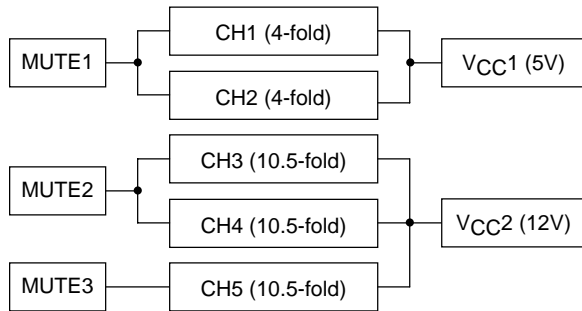 CH1 (4-fold)
MUTE1
VCC1 (5V)
CH2 (4-fold)
CH3 (10.5-fold)
MUTE2
CH4 (10.5-fold)
VCC2 (12V)
MUTE3
CH5 (10.5-fold)